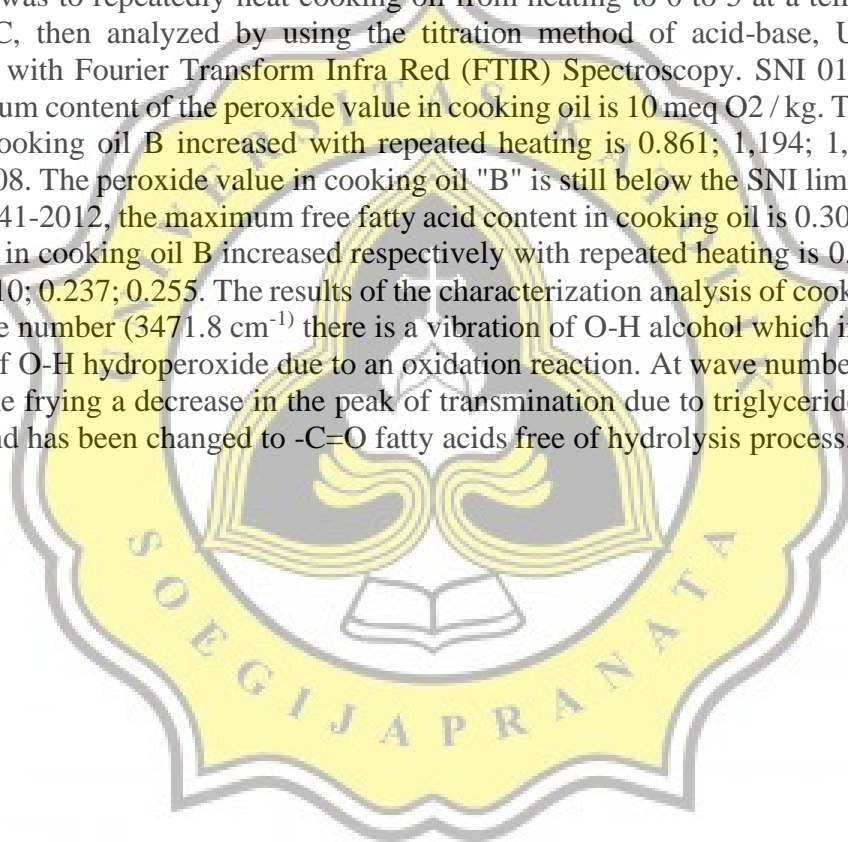 was to repeatedly heat cooking oil from heating to 0 to 5 at a
C, then analyzed by using the titration method of acid-base,
with Fourier Transform Infra Red (FTIR) Spectroscopy. SNI 01
content of the peroxide value in cooking oil is 10 meq O2 / kg.
cooking oil B increased with repeated heating is 0.861; 1,194; 1,
08. The peroxide value in cooking oil "B" is still below the SNI
41-2012, the maximum free fatty acid content in cooking oil is 0.30
in cooking oil B increased respectively with repeated heating is 0.
10; 0.237; 0.255. The results of the characterization analysis of
number (3471.8 cm-1) there is a vibration of O-H alcohol which
of O-H hydroperoxide due to an oxidation reaction. At wave number
frying a decrease in the peak of transmination due to
has been changed to -C=O fatty acids free of hydrolysis process.
UNIVERSITAS KATOLIK
SOEGIJAPRANATA